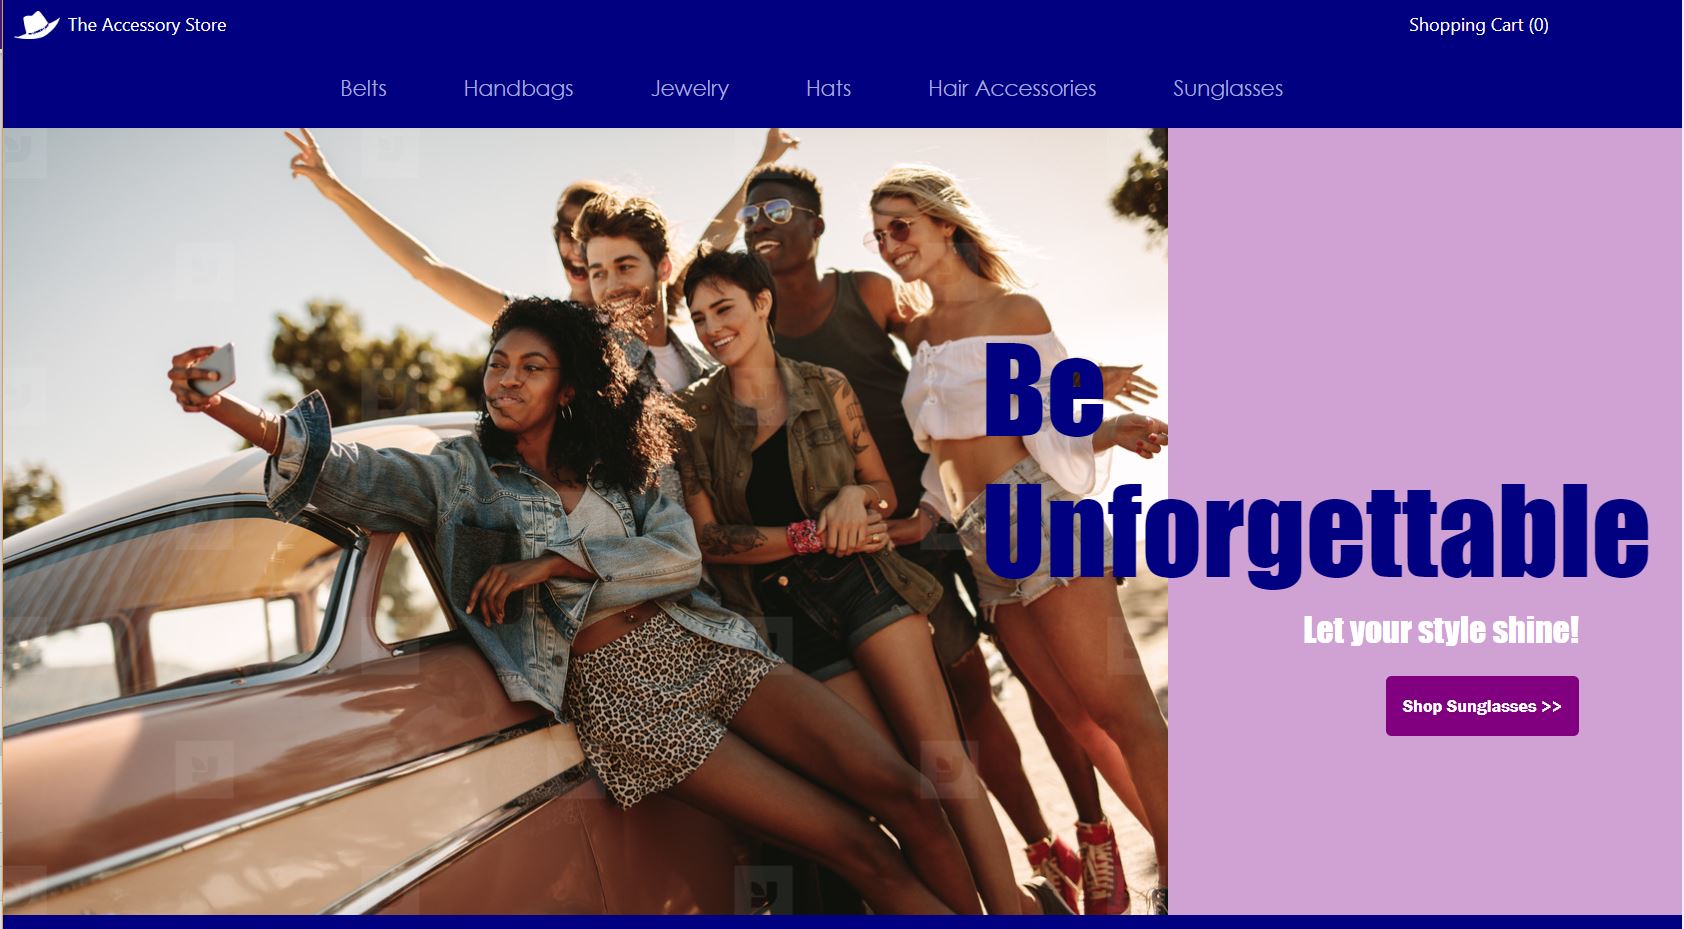 The Accessory Store
Shopping Cart (0)
Belts Handbags Jewelry Hats Hair Accessories Sunglasses
Be
Unforgettable
Let your style shine!
Shop Sunglasses >>